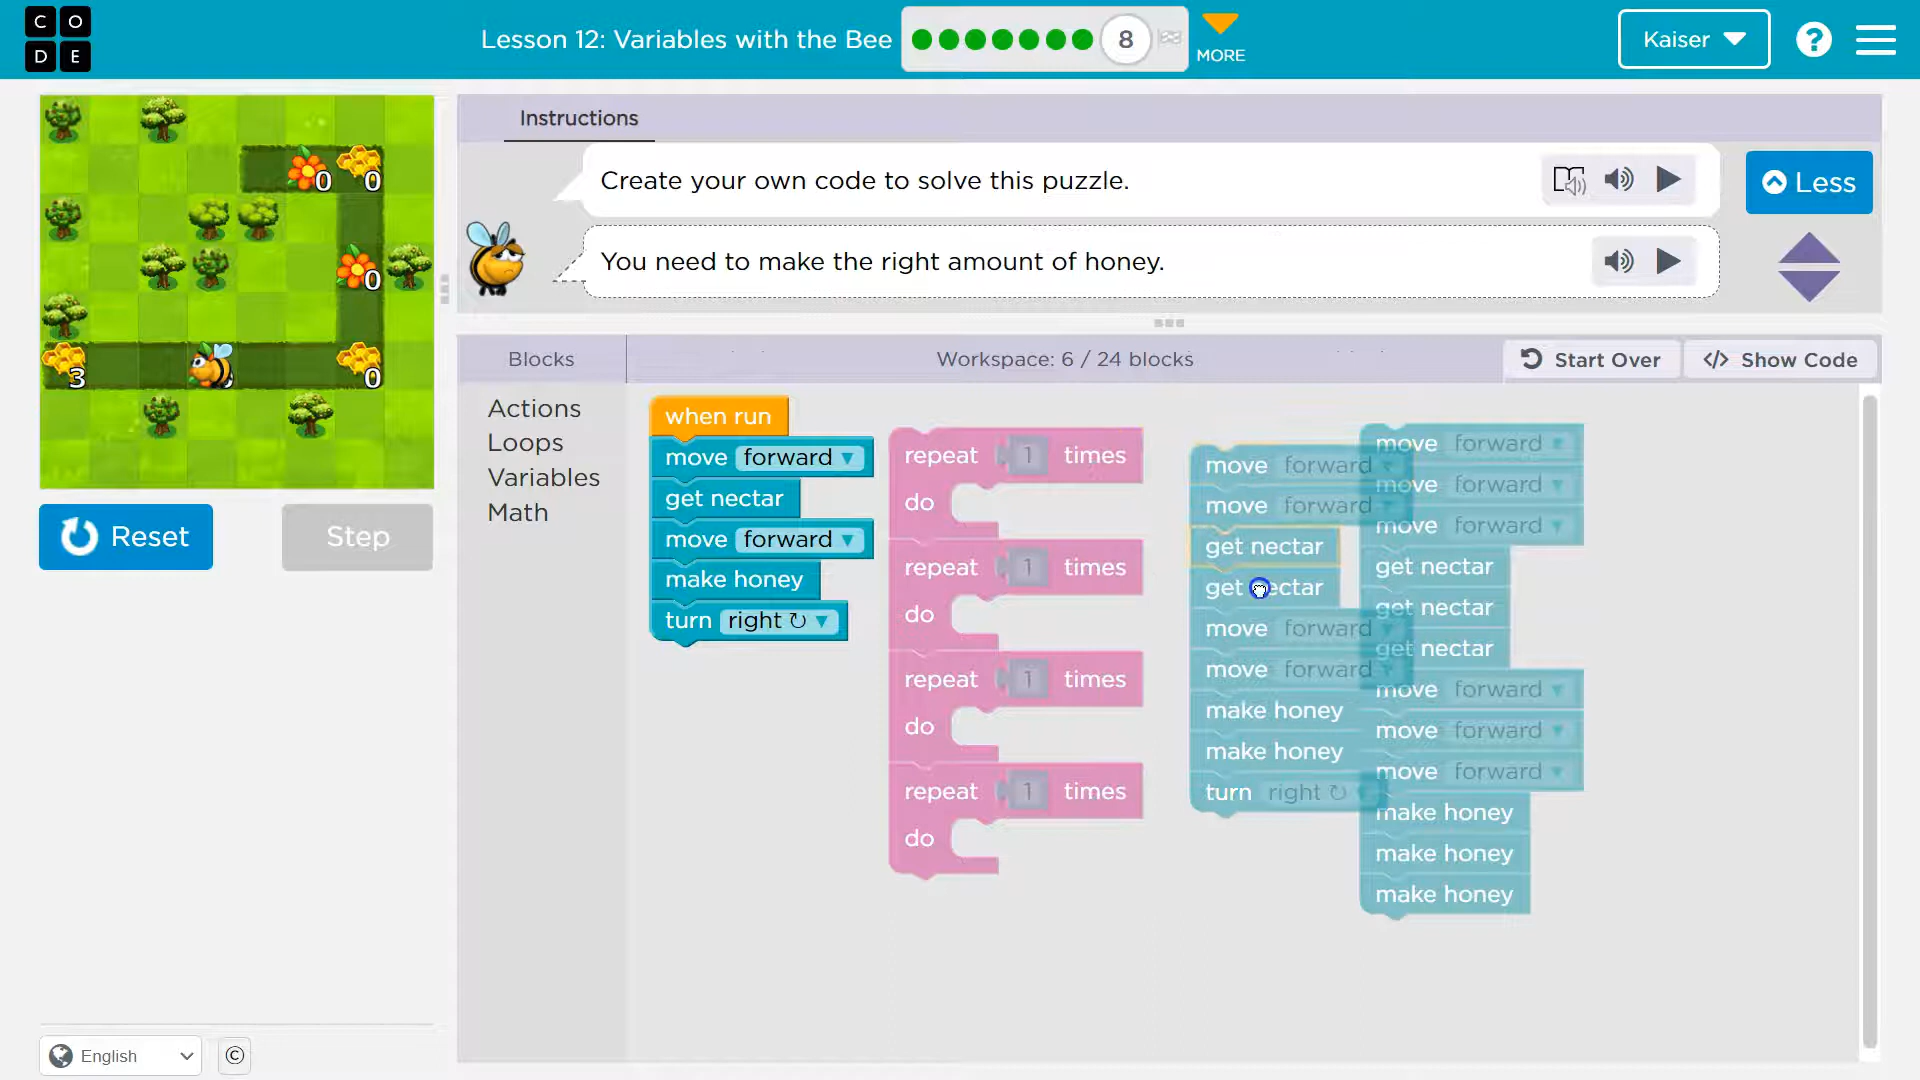 C O
D E
Lesson 12: Variables with the Bee
8
MORE
Kaiser
?
0 0
0
3
0
Reset
Step
English
©
Instructions
Create your own code to solve this puzzle.
You need to make the right amount of honey.
Less
Blocks
Workspace: 6 / 24 blocks
Start Over
</> Show Code
Actions
Loops
Variables
Math
when run
move forward
get nectar
move forward
make honey
turn right ↻
repeat 1 times
do
repeat 1 times
do
repeat 1 times
do
repeat 1 times
do
move forward
move forward
get nectar
get nectar
move forward
move forward
make honey
make honey
turn right ↻
move forward
move forward
move forward
get nectar
get nectar
get nectar
move forward
move forward
move forward
make honey
make honey
make honey